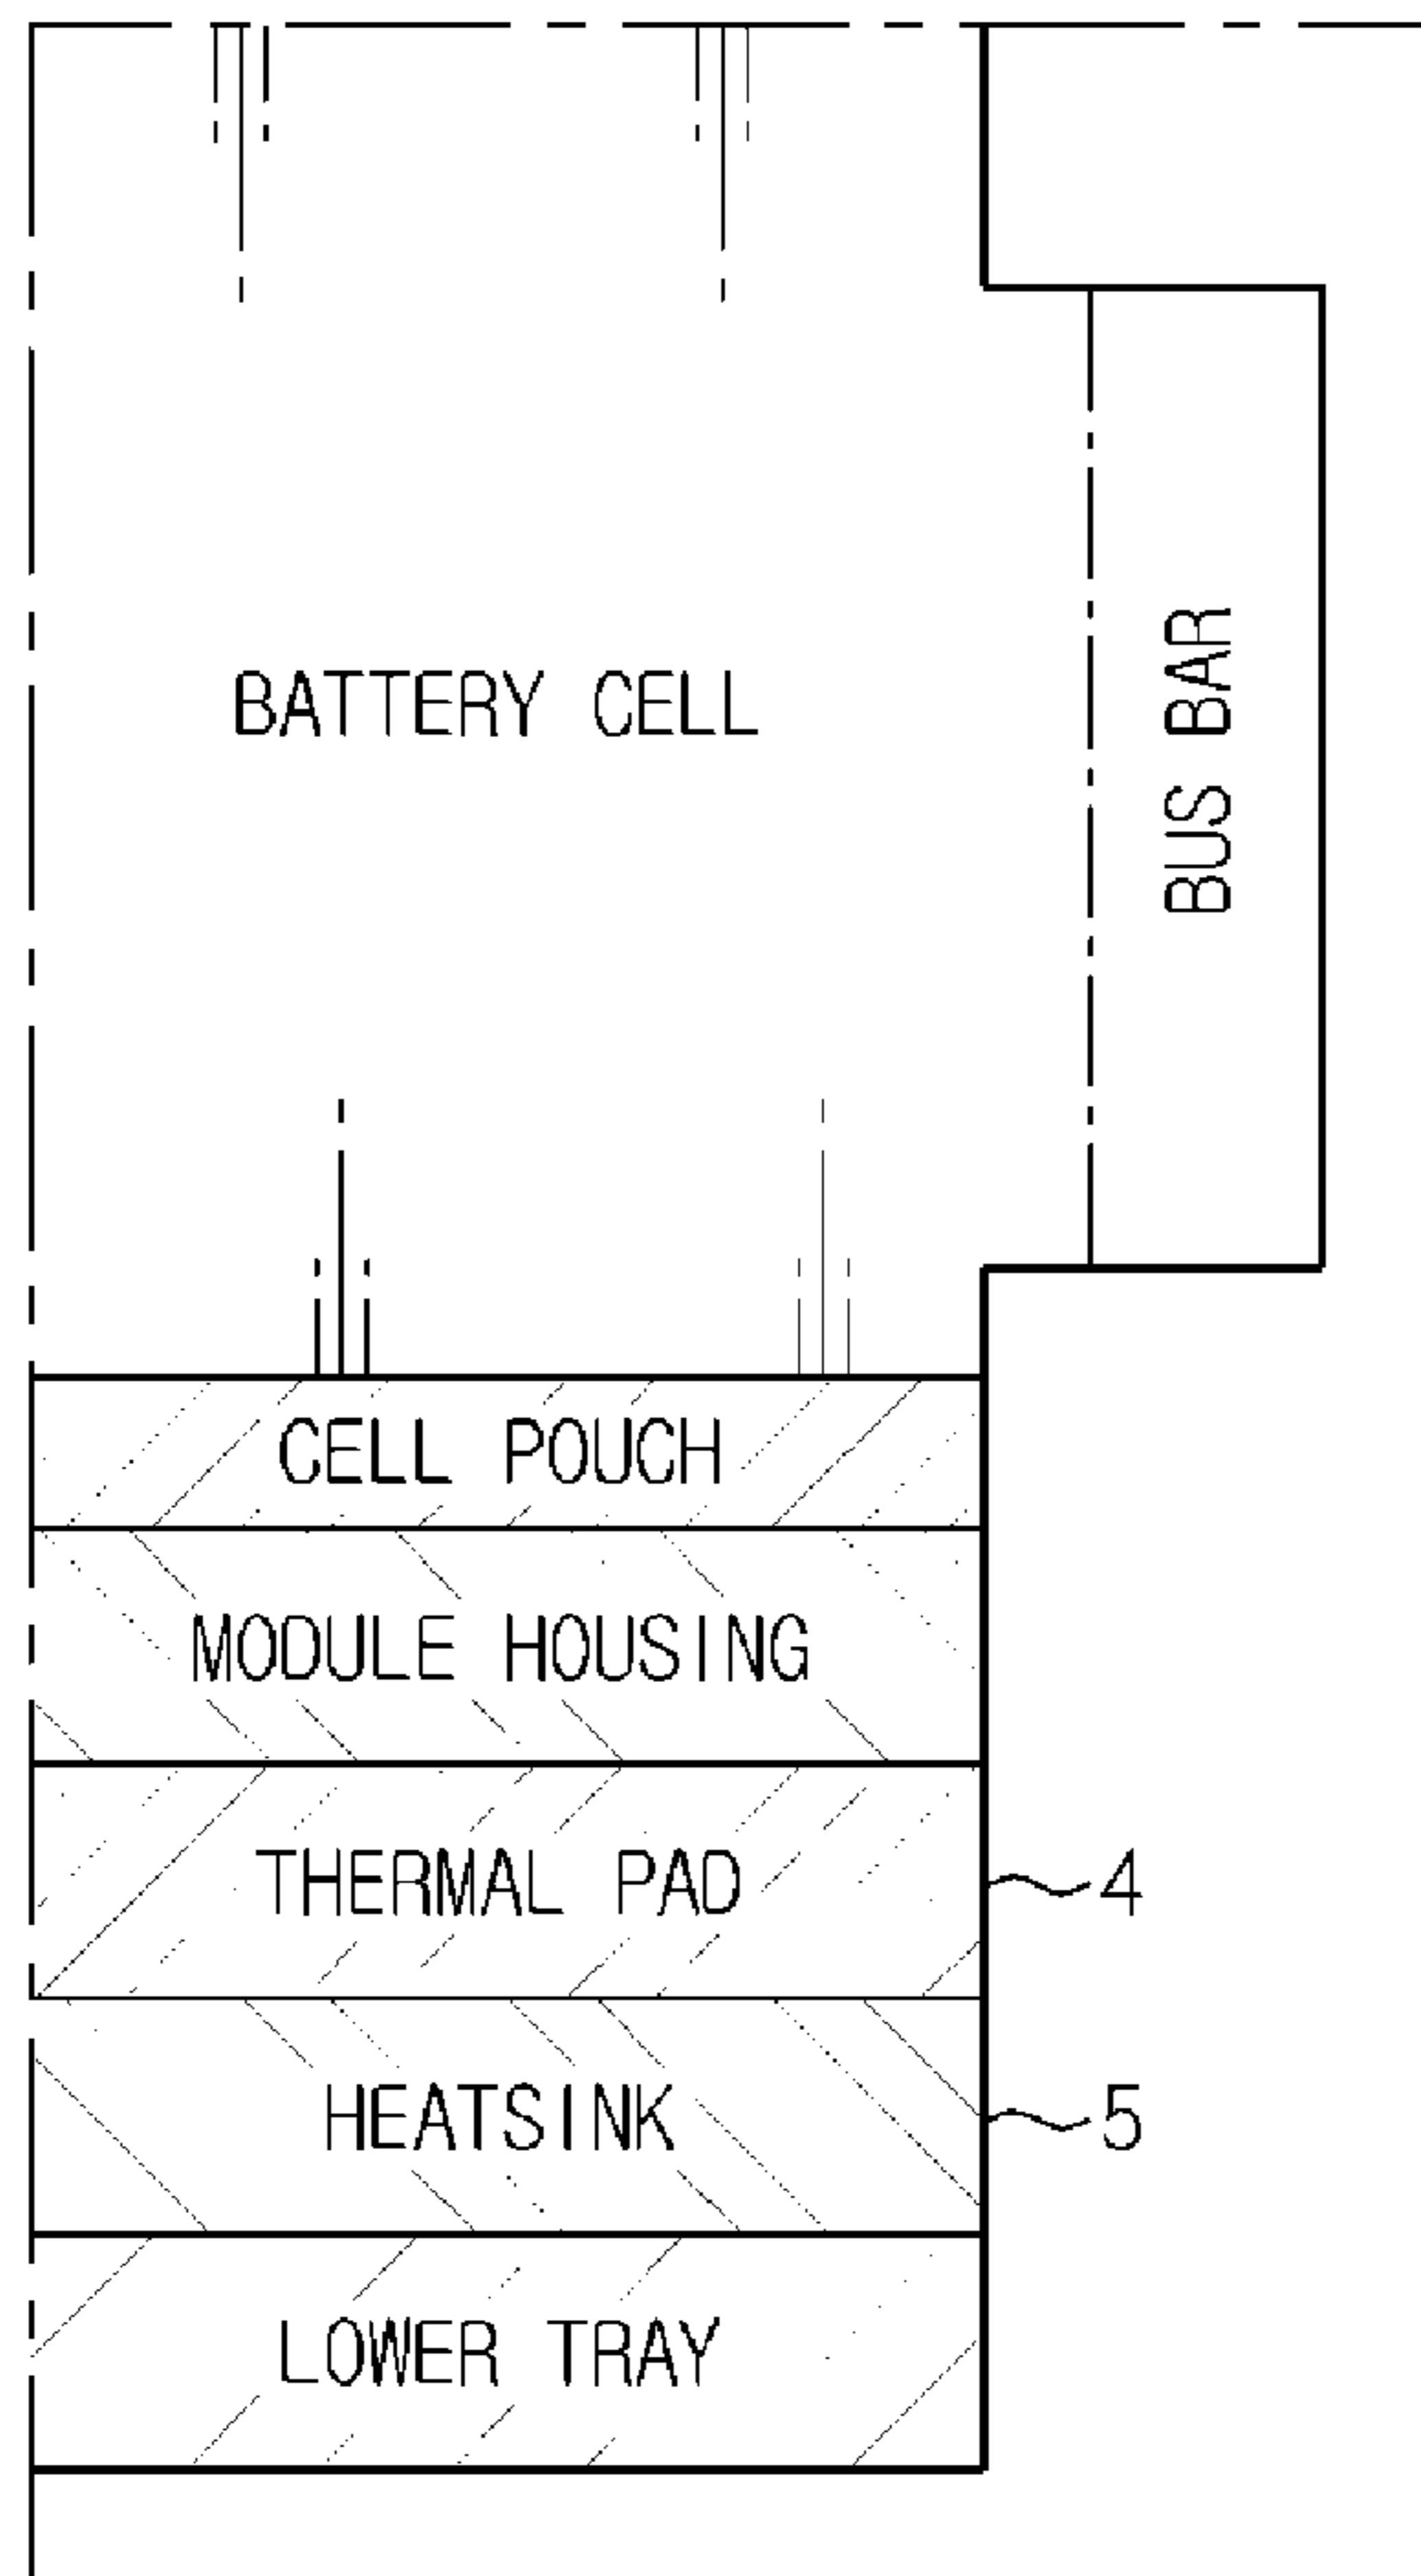 BATTERY CELL
BUS BAR
CELL POUCH
MODULE HOUSING
THERMAL PAD
4
HEATSINK
5
LOWER TRAY